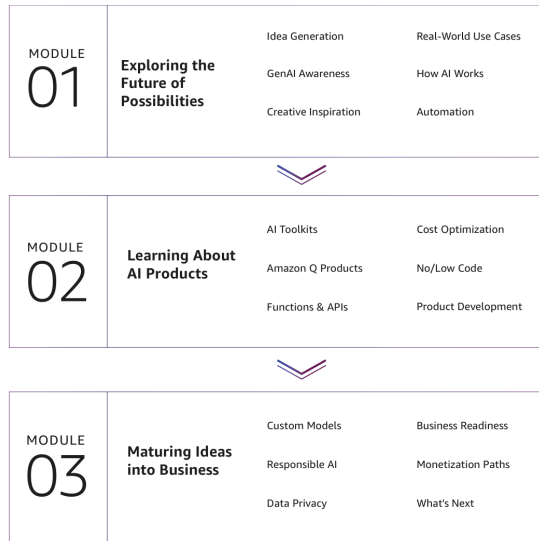 MODULE
01
Exploring the
Future of
Possibilities
Idea Generation
Real-World Use Cases
GenAI Awareness
How AI Works
Creative Inspiration
Automation
MODULE
02
Learning About
AI Products
AI Toolkits
Cost Optimization
Amazon Q Products
No/Low Code
Functions & APIs
Product Development
MODULE
03
Maturing Ideas
into Business
Custom Models
Business Readiness
Responsible AI
Monetization Paths
Data Privacy
What's Next